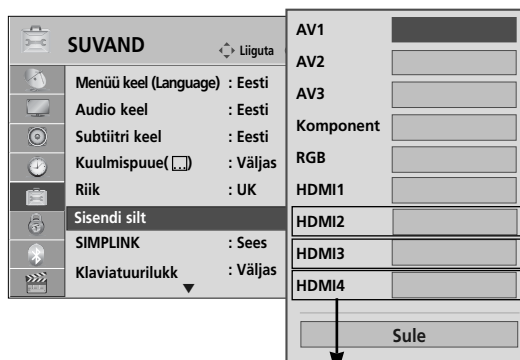 SUVAND
Liiguta
Menüü keel (Language) : Eesti
Audio keel : Eesti
Subtiitri keel : Eesti
Kuulmispuue( ) : Väljas
Riik : UK
Sisendi silt
SIMPLINK : Sees
Klaviatuurilukk : Väljas
AV1
AV2
AV3
Komponent
RGB
HDMI1
HDMI2
HDMI3
HDMI4
Sule